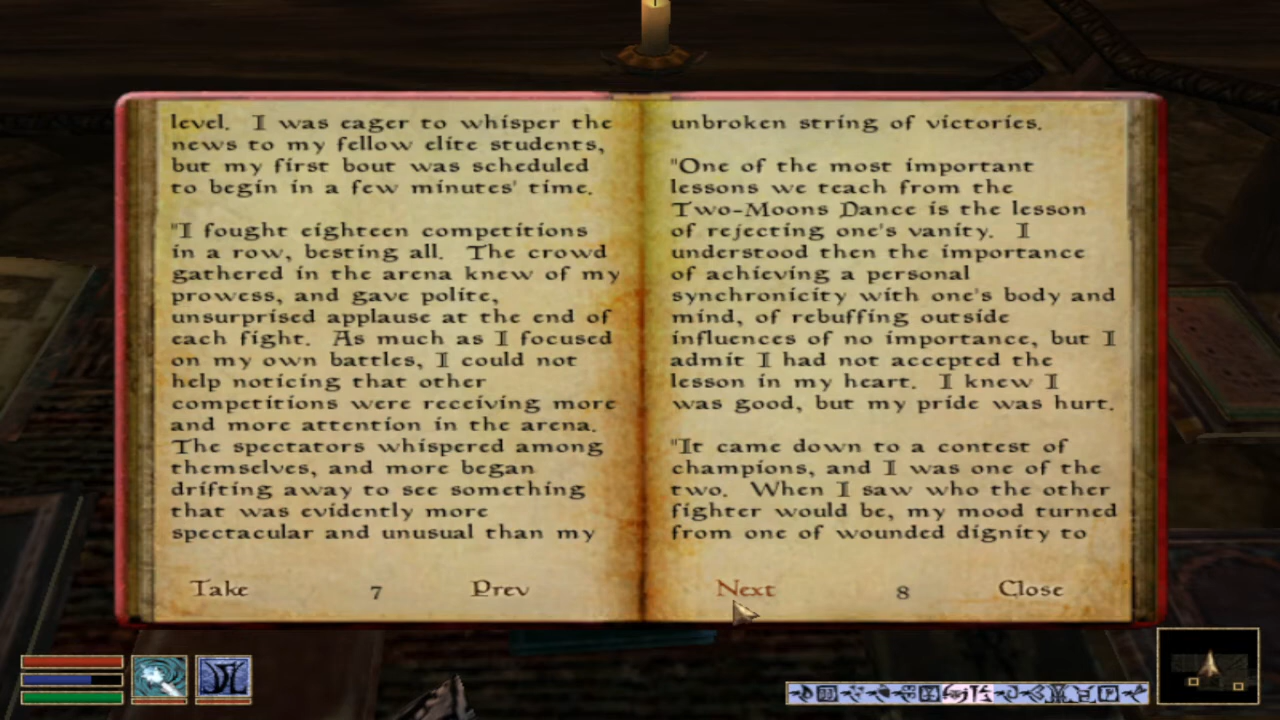 level.  I was eager to whisper the
news to my fellow elite students,
but my first bout was scheduled
to begin in a few minutes' time.
"I fought eighteen competitions
in a row, besting all.  The crowd
gathered in the arena knew of my
prowess, and gave polite,
unsurprised applause at the end of
each fight.  As much as I focused
on my own battles, I could not
help noticing that other
competitions were receiving more
and more attention in the arena.
The spectators whispered among
themselves, and more began
drifting away to see something
that was evidently more
spectacular and unusual than my
unbroken string of victories.
"One of the most important
lessons we teach from the
Two-Moons Dance is the lesson
of rejecting one's vanity.  I
understood then the importance
of achieving a personal
synchronicity with one's body and
mind, of rebuffing outside
influences of no importance, but I
admit I had not accepted the
lesson in my heart.  I knew I
was good, but my pride was hurt.
"It came down to a contest of
champions, and I was one of the
two.  When I saw who the other
fighter would be, my mood turned
from one of wounded dignity to
Take 7 Prev Next 8 Close